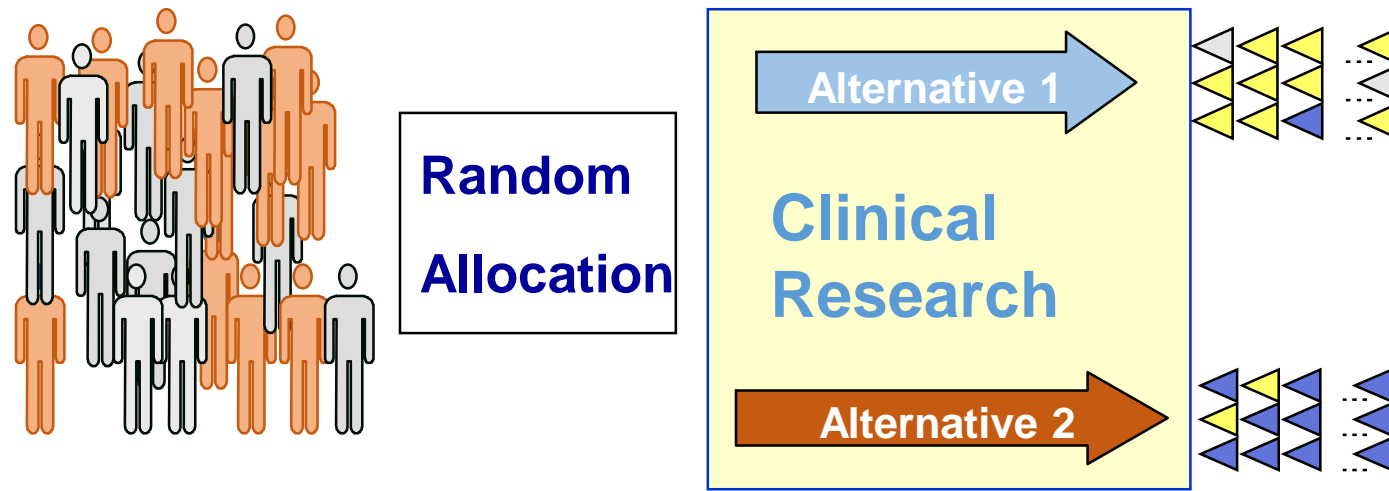 Random
Allocation
Alternative 1
Clinical
Research
Alternative 2